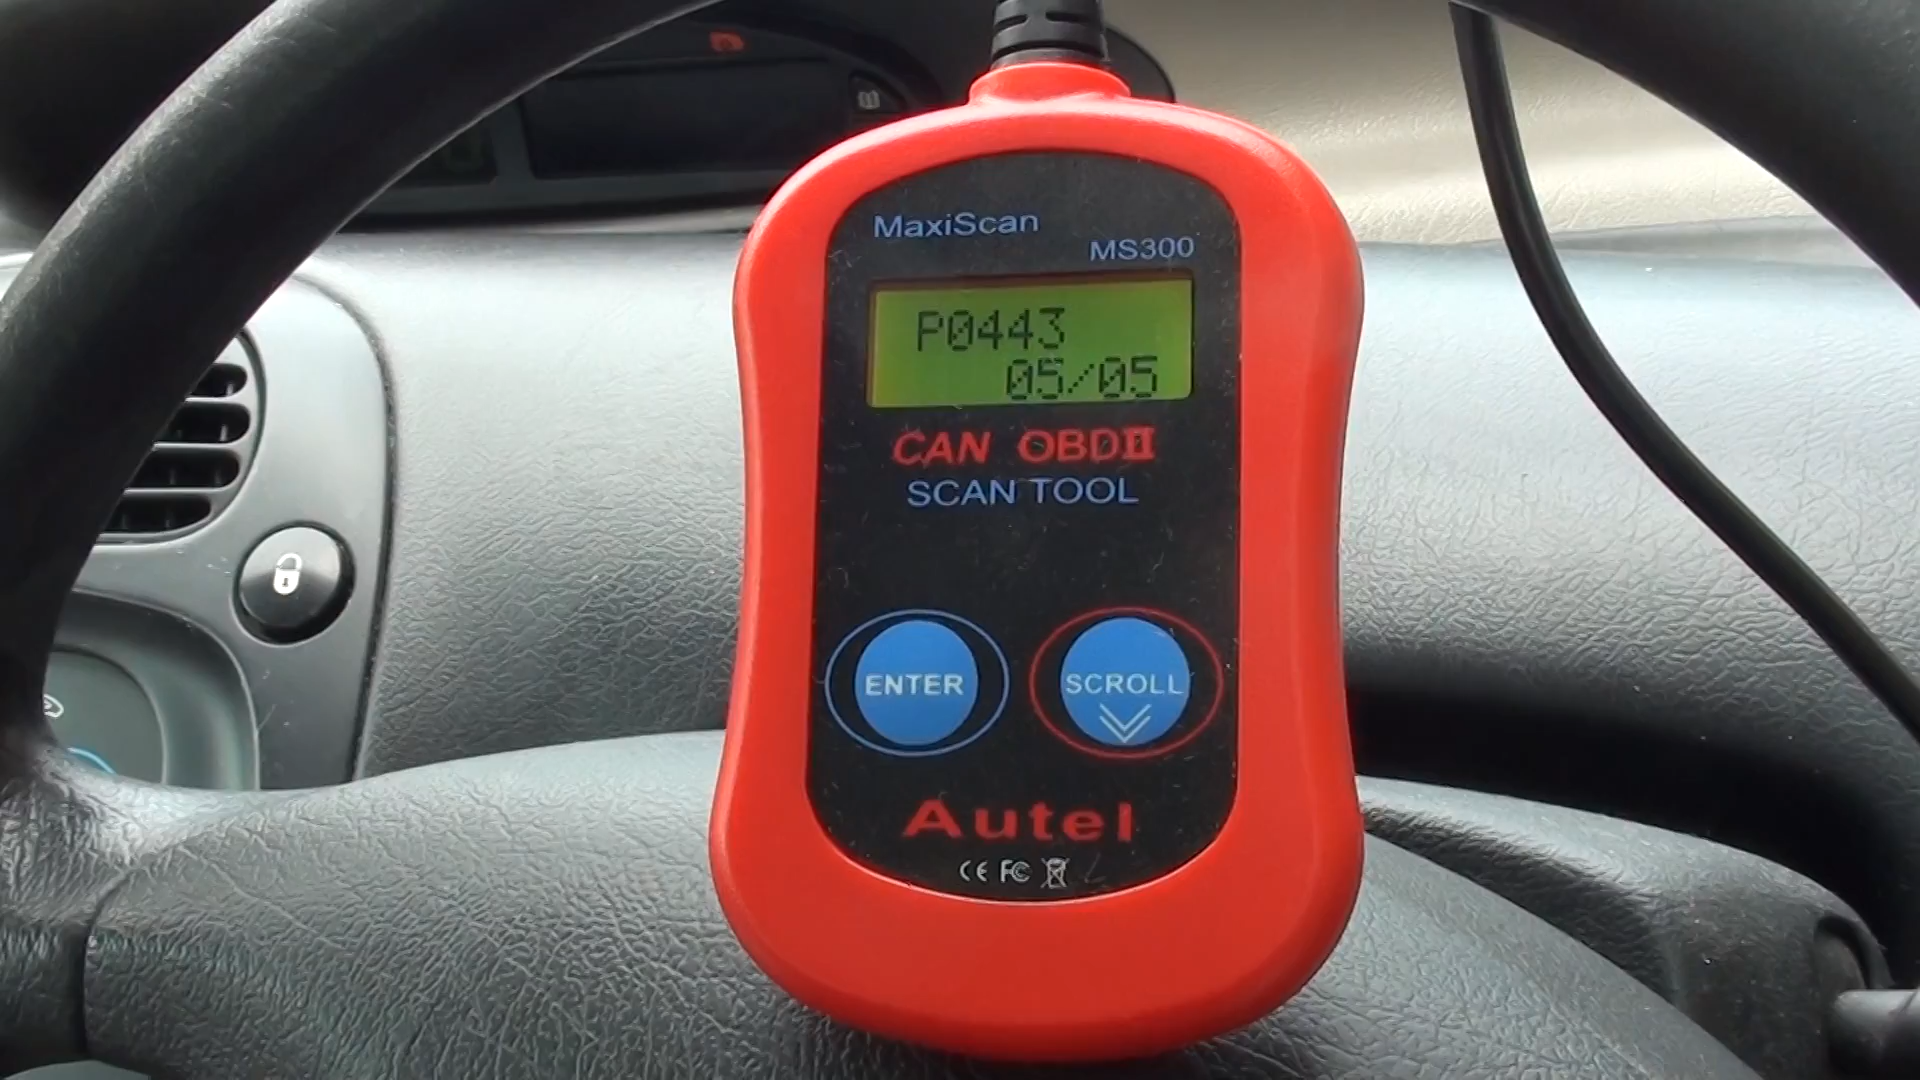 MaxiScan
MS300
P0443
05/05
CAN OBDII
SCAN TOOL
ENTER
SCROLL
Autel
CE FC